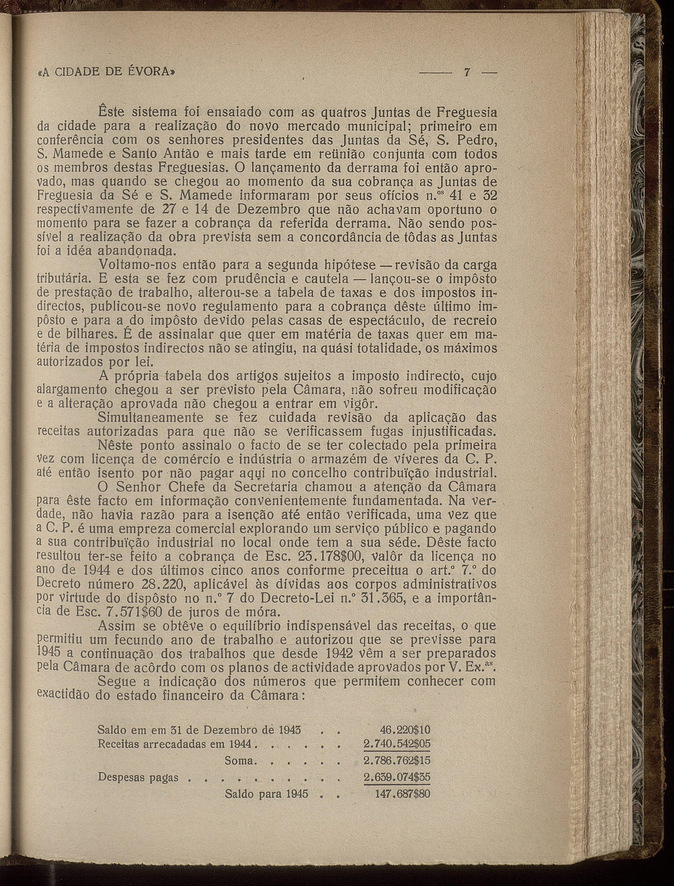 «A CIDADE DE ÉVORA» 7
Êste sistema foi ensaiado com as quatros Juntas de Freguesia
da cidade para a realização do novo mercado municipal; primeiro em
conferência com os senhores presidentes das Juntas da Sé, S. Pedro,
S. Mamede e Santo Antão e mais tarde em reünião conjunta com todos
os membros destas Freguesias. O lançamento da derrama foi então apro-
vado, mas quando se chegou ao momento da sua cobrança as Juntas de
Freguesia da Sé e S. Mamede informaram por seus ofícios n.ºs 41 e 32
respectivamente de 27 e 14 de Dezembro que não achavam oportuno o
momento para se fazer a cobrança da referida derrama. Não sendo pos-
sível a realização da obra prevista sem a concordância de tôdas as Juntas
foi a idéa abandonada.
Voltamo-nos então para a segunda hipótese — revisão da carga
tributária. E esta se fez com prudência e cautela — lançou-se o impôsto
de prestação de trabalho, alterou-se a tabela de taxas e dos impostos in-
directos, publicou-se novo regulamento para a cobrança dêste último im-
pôsto e para a do impôsto devido pelas casas de espectáculo, de recreio
e de bilhares. É de assinalar que quer em matéria de taxas quer em ma-
téria de impostos indirectos não se atingiu, na quási totalidade, os máximos
autorizados por lei.
A própria tabela dos artigos sujeitos a imposto indirecto, cujo
alargamento chegou a ser previsto pela Câmara, não sofreu modificação
e a alteração aprovada não chegou a entrar em vigôr.
Simultaneamente se fez cuidada revisão da aplicação das
receitas autorizadas para que não se verificassem fugas injustificadas.
Nêste ponto assinalo o facto de se ter colectado pela primeira
vez com licença de comércio e indústria o armazém de víveres da C. P.
até então isento por não pagar aqui no concelho contribuïção industrial.
O Senhor Chefe da Secretaria chamou a atenção da Câmara
para êste facto em informação convenientemente fundamentada. Na ver-
dade, não havia razão para a isenção até então verificada, uma vez que
a C. P. é uma empreza comercial explorando um serviço público e pagando
a sua contribuïção industrial no local onde tem a sua séde. Dêste facto
resultou ter-se feito a cobrança de Esc. 23.178$00, valôr da licença no
ano de 1944 e dos últimos cinco anos conforme preceitua o art.º 7.º do
Decreto número 28.220, aplicável às dívidas aos corpos administrativos
por virtude do dispôsto no n.º 7 do Decreto-Lei n.º 31.365, e a importân-
cia de Esc. 7.571$60 de juros de móra.
Assim se obtêve o equilíbrio indispensável das receitas, o que
permitiu um fecundo ano de trabalho e autorizou que se previsse para
1945 a continuação dos trabalhos que desde 1942 vêm a ser preparados
pela Câmara de acôrdo com os planos de actividade aprovados por V. Ex.as.
Segue a indicação dos números que permitem conhecer com
exactidão do estado financeiro da Câmara:
Saldo em em 31 de Dezembro de 1943 . . 46.220$10
Receitas arrecadadas em 1944. . . . . . . 2.740.542$05
Soma. . . . . . 2.786.762$15
Despesas pagas . . . . . . . . . . 2.639.074$35
Saldo para 1945 . . 147.687$80